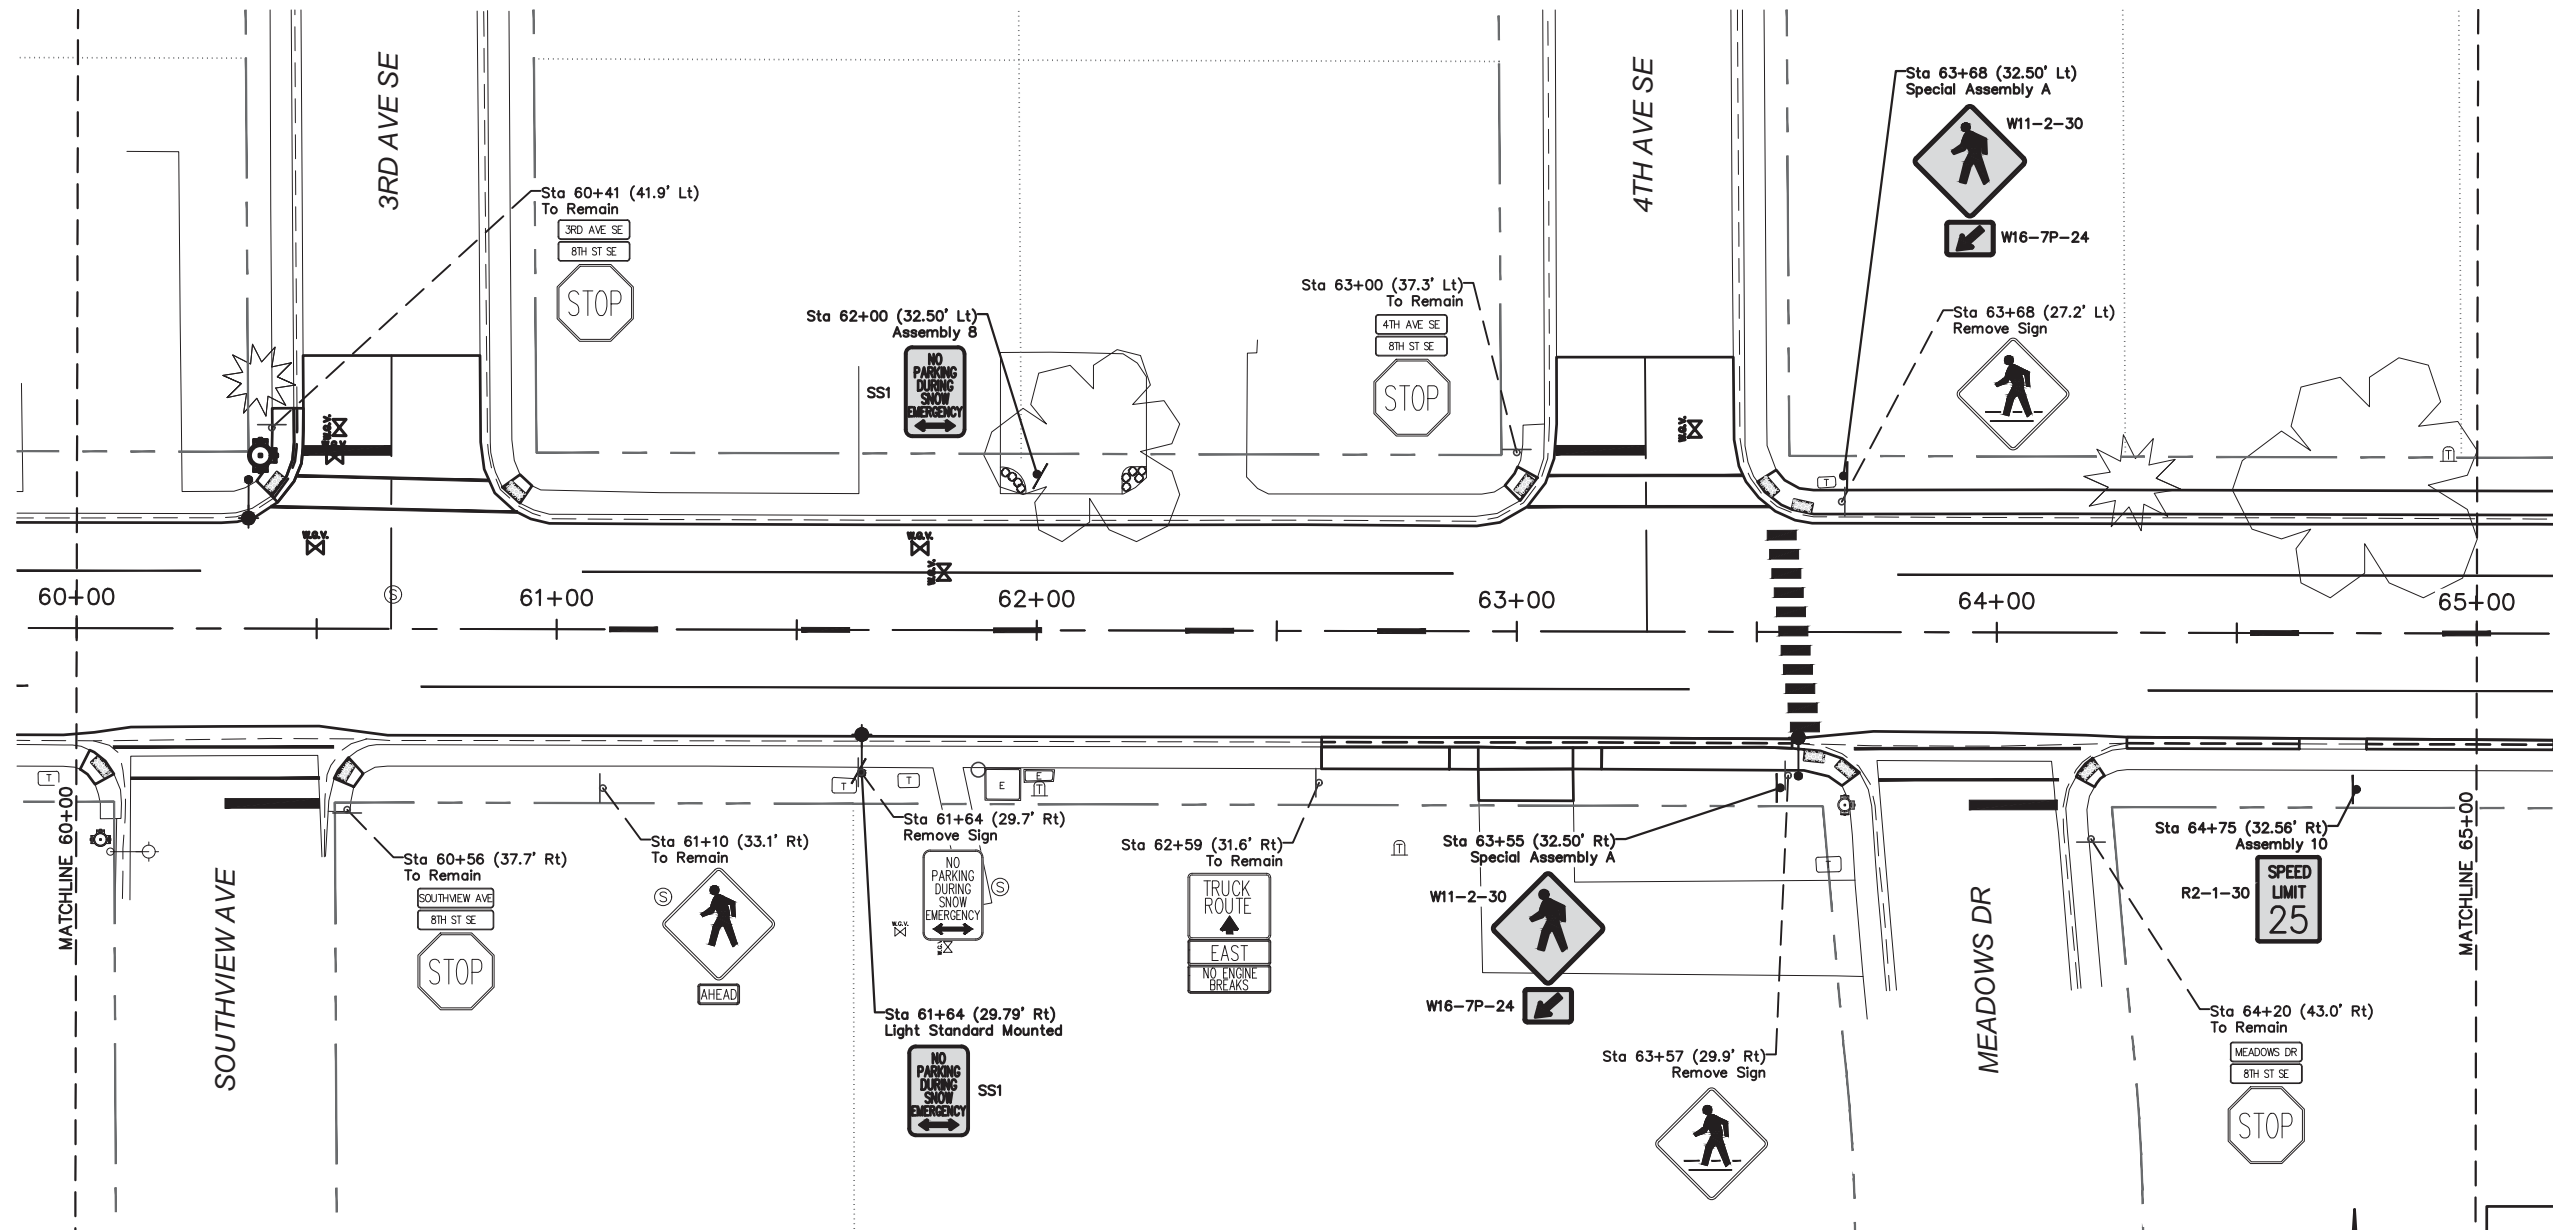 3RD AVE SE
4TH AVE SE
Sta 63+68 (32.50' Lt)
Special Assembly A
W11-2-30
W16-7P-24
Sta 60+41 (41.9' Lt)
To Remain
3RD AVE SE
8TH ST SE
STOP
Sta 62+00 (32.50' Lt)
Assembly 8
SS1
NO
PARKING
DURING
SNOW
EMERGENCY
Sta 63+00 (37.3' Lt)
To Remain
4TH AVE SE
8TH ST SE
STOP
Sta 63+68 (27.2' Lt)
Remove Sign
W.G.V.
W.G.V.
W.G.V.
T
T
W.G.V.
W.G.V.
W.G.V.
S
60+00
61+00
62+00
63+00
64+00
65+00
T
T
T
E
E
T
MATCHLINE 60+00
SOUTHVIEW AVE
Sta 60+56 (37.7' Rt)
To Remain
SOUTHVIEW AVE
8TH ST SE
STOP
Sta 61+10 (33.1' Rt)
To Remain
S
AHEAD
Sta 61+64 (29.7' Rt)
Remove Sign
NO
PARKING
DURING
SNOW
EMERGENCY
S
W.G.V.
W.G.V.
Sta 61+64 (29.79' Rt)
Light Standard Mounted
NO
PARKING
DURING
SNOW
EMERGENCY
SS1
Sta 62+59 (31.6' Rt)
To Remain
TRUCK
ROUTE
EAST
NO ENGINE
BREAKS
T
Sta 63+55 (32.50' Rt)
Special Assembly A
W11-2-30
W16-7P-24
T
Sta 63+57 (29.9' Rt)
Remove Sign
MEADOWS DR
Sta 64+75 (32.56' Rt)
Assembly 10
R2-1-30
SPEED
LIMIT
25
MATCHLINE 65+00
Sta 64+20 (43.0' Rt)
To Remain
MEADOWS DR
8TH ST SE
STOP